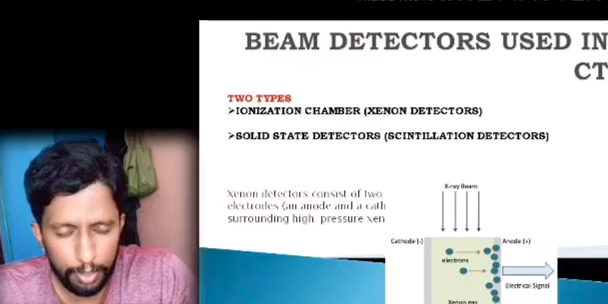 BEAM DETECTORS USED IN
CT
TWO TYPES
➢IONIZATION CHAMBER (XENON DETECTORS)
➢SOLID STATE DETECTORS (SCINTILLATION DETECTORS)
Xenon detectors consist of two
electrodes (an anode and a cath
surrounding high pressure xen
X-ray Beam
Cathode (-)
Anode (+)
electrons
Electrical Signal
Xenon gas